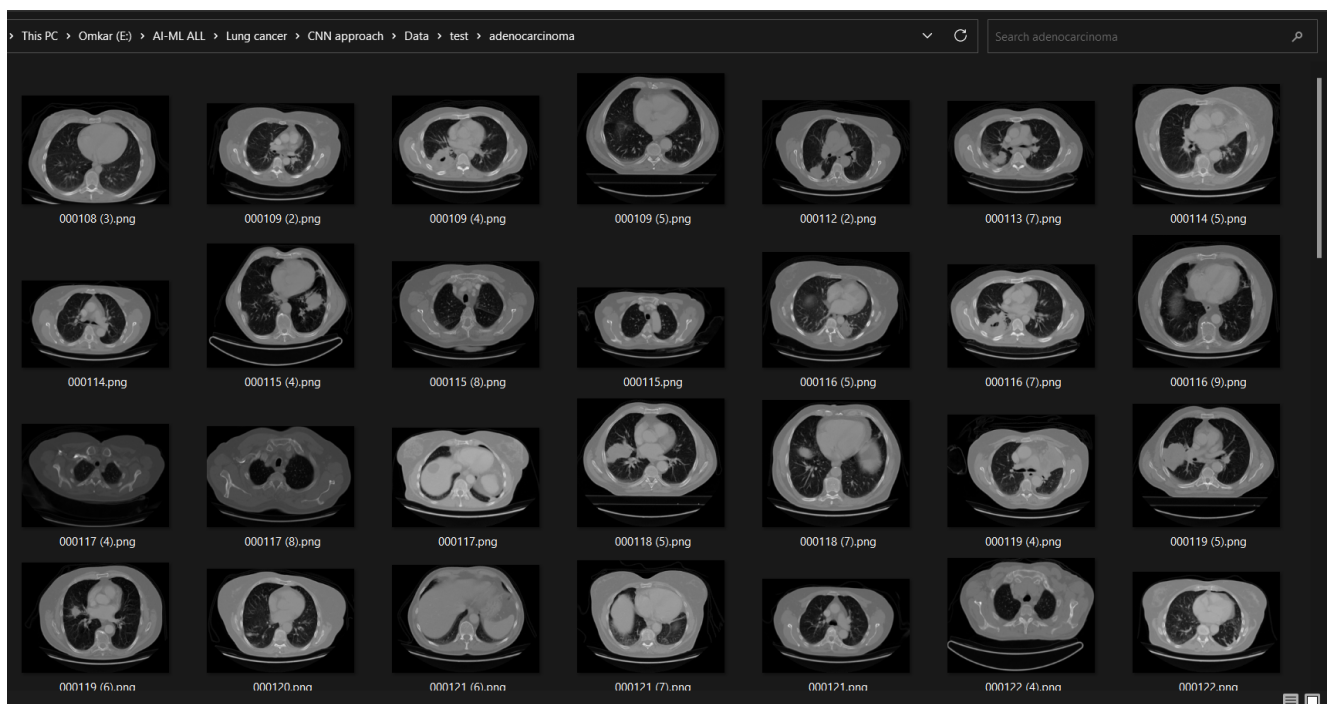 › This PC › Omkar (E:) › AI-ML ALL › Lung cancer › CNN approach › Data › test › adenocarcinoma
Search adenocarcinoma
000108 (3).png
000109 (2).png
000109 (4).png
000109 (5).png
000112 (2).png
000113 (7).png
000114 (5).png
000114.png
000115 (4).png
000115 (8).png
000115.png
000116 (5).png
000116 (7).png
000116 (9).png
000117 (4).png
000117 (8).png
000117.png
000118 (5).png
000118 (7).png
000119 (4).png
000119 (5).png
000119 (6).png
000120.png
000121 (6).png
000121 (7).png
000121.png
000122 (4).png
000122.png